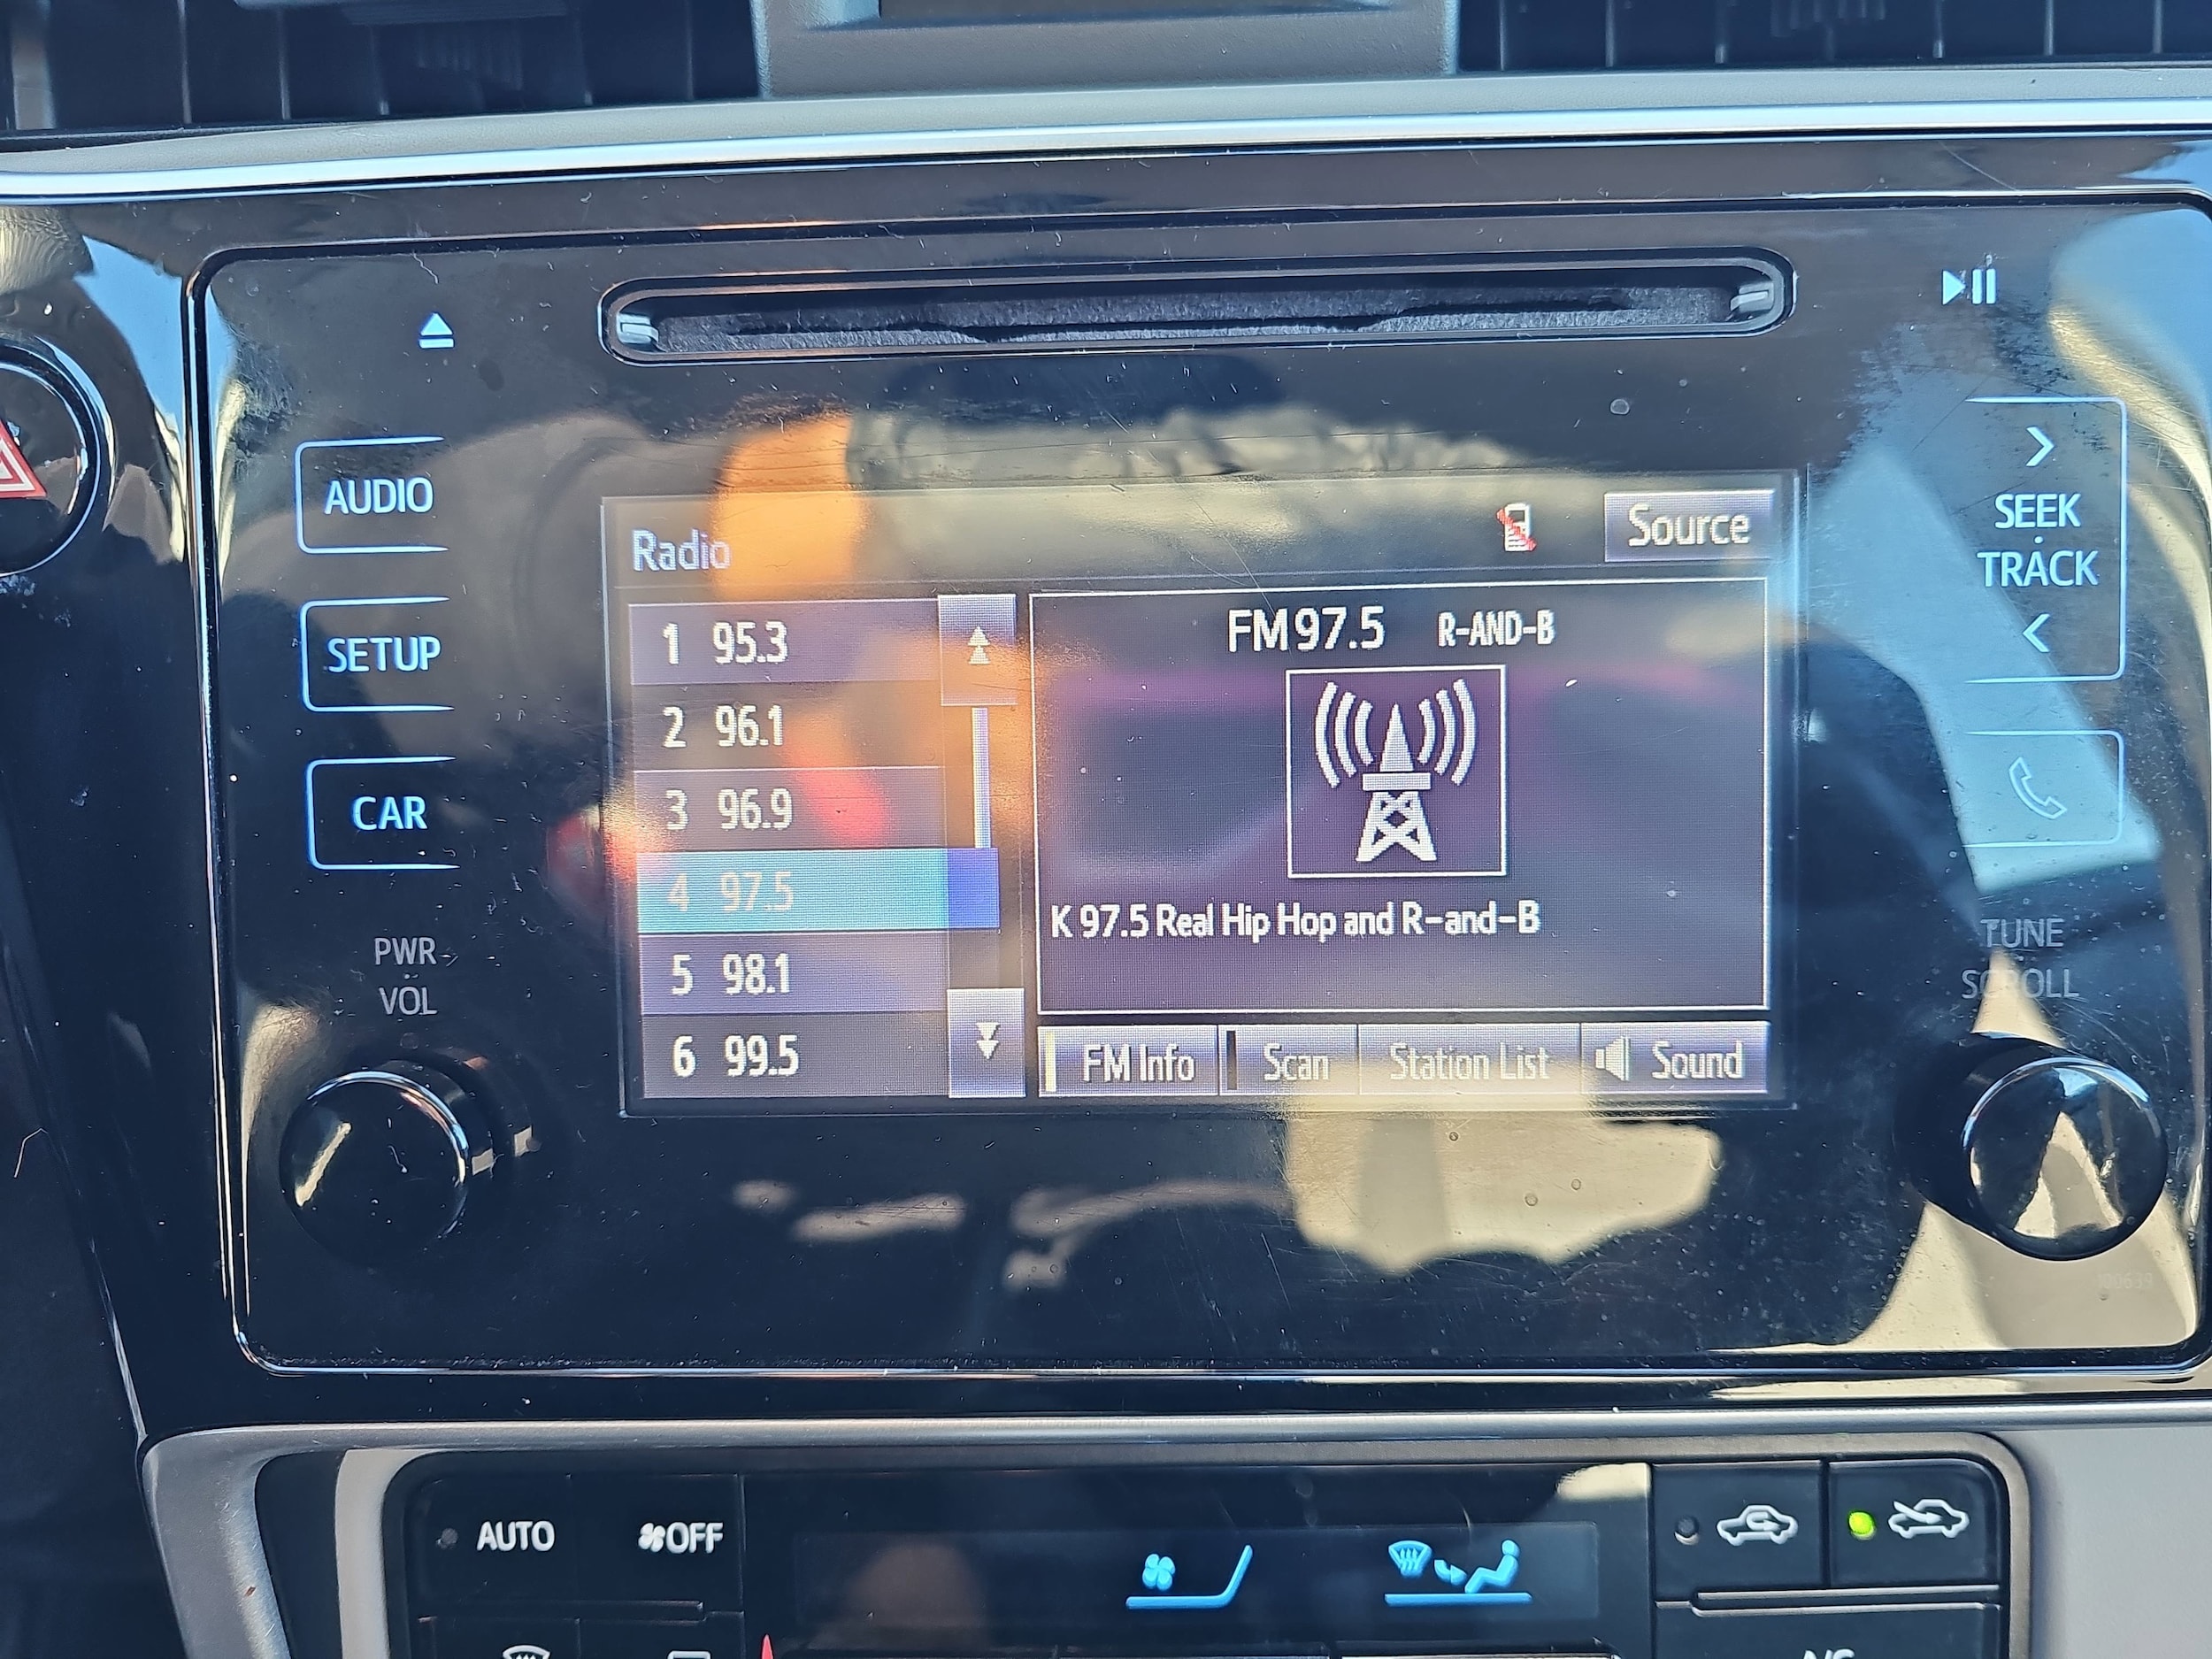 AUDIO
SETUP
CAR
PWR
VOL
Radio
Source
1 95.3
2 96.1
3 96.9
4 97.5
5 98.1
6 99.5
FM97.5 R-AND-B
K 97.5 Real Hip Hop and R-and-B
FM Info Scan Station List Sound
SEEK
TRACK
TUNE
SCROLL
AUTO OFF